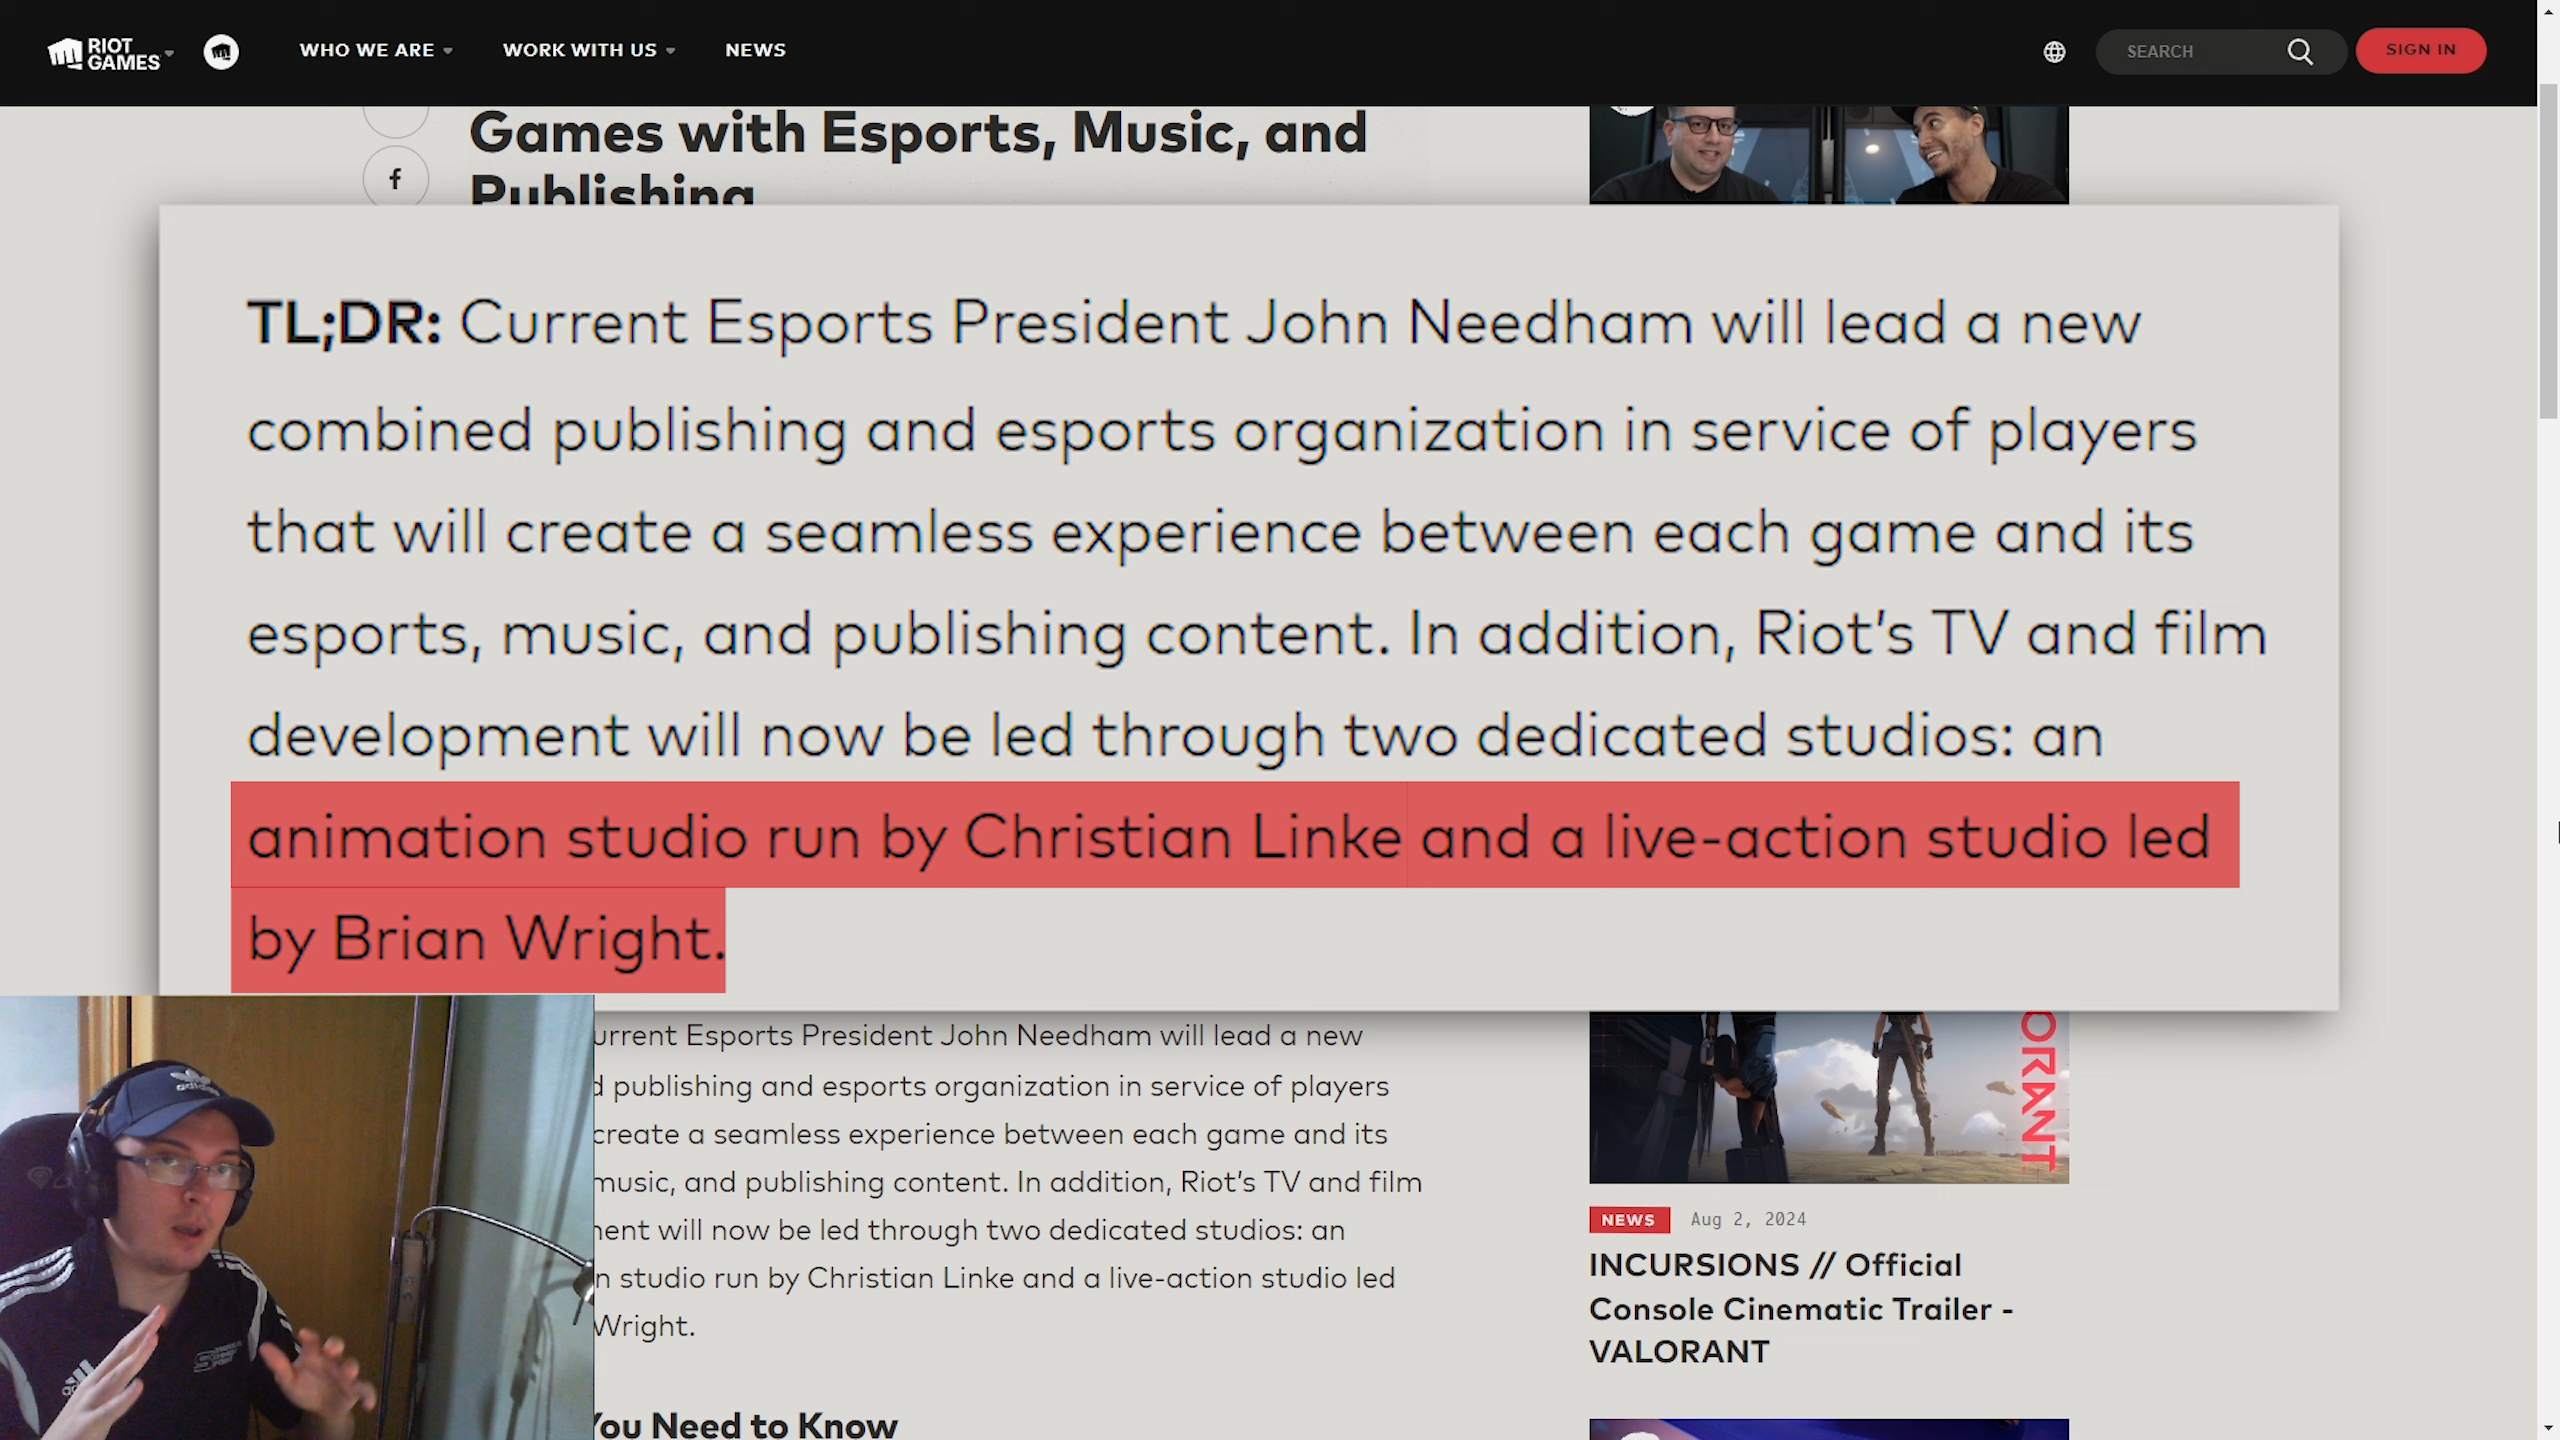 RIOT GAMES
WHO WE ARE
WORK WITH US
NEWS
SEARCH
SIGN IN
Games with Esports, Music, and
Publishing
TL;DR: Current Esports President John Needham will lead a new
combined publishing and esports organization in service of players
that will create a seamless experience between each game and its
esports, music, and publishing content. In addition, Riot's TV and film
development will now be led through two dedicated studios: an
animation studio run by Christian Linke and a live-action studio led
by Brian Wright.
urrent Esports President John Needham will lead a new
d publishing and esports organization in service of players
create a seamless experience between each game and its
music, and publishing content. In addition, Riot's TV and film
ment will now be led through two dedicated studios: an
n studio run by Christian Linke and a live-action studio led
Wright.
You Need to Know
ORANT
NEWS Aug 2, 2024
INCURSIONS // Official
Console Cinematic Trailer -
VALORANT
adidas